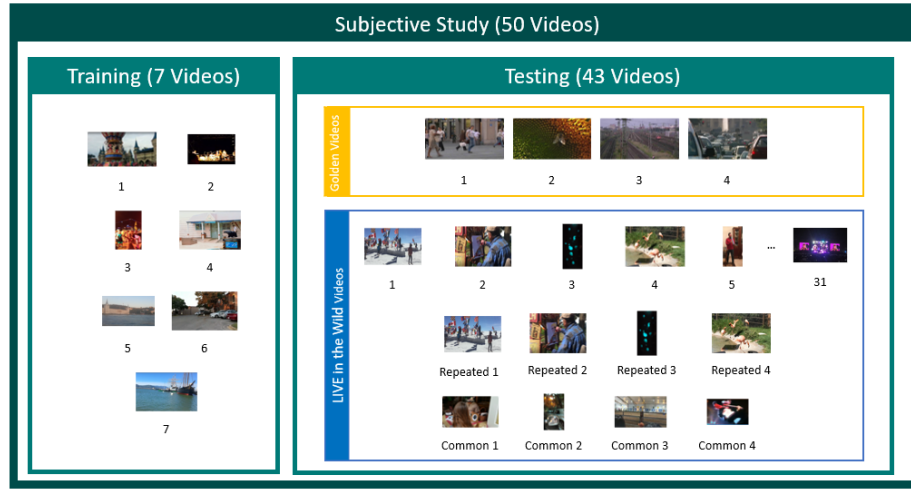 Subjective Study (50 Videos)
Training (7 Videos)
1
2
3
4
5
6
7
Testing (43 Videos)
Golden Videos
1
2
3
4
LIVE in the Wild Videos
1
2
3
4
5
...
31
Repeated 1
Repeated 2
Repeated 3
Repeated 4
Common 1
Common 2
Common 3
Common 4